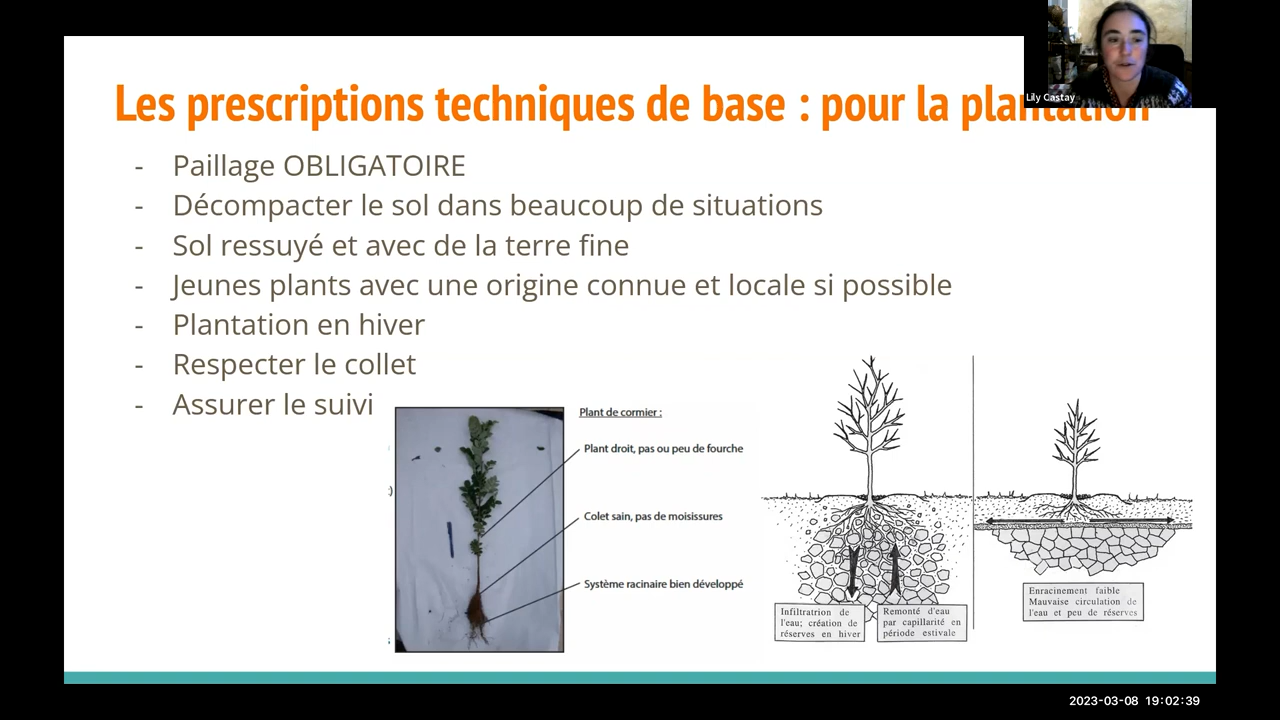 Lily Castay
Les prescriptions techniques de base : pour la plantation
- Paillage OBLIGATOIRE
- Décompacter le sol dans beaucoup de situations
- Sol ressuyé et avec de la terre fine
- Jeunes plants avec une origine connue et locale si possible
- Plantation en hiver
- Respecter le collet
- Assurer le suivi
Plant de cormier :
Plant droit, pas ou peu de fourche
Colet sain, pas de moisissures
Système racinaire bien développé
Infiltratrion de
l'eau; création de
réserves en hiver
Remonté d'eau
par capillarité en
période estivale
Enracinement faible
Mauvaise circulation de
l'eau et peu de réserves
2023-03-08 19:02:39